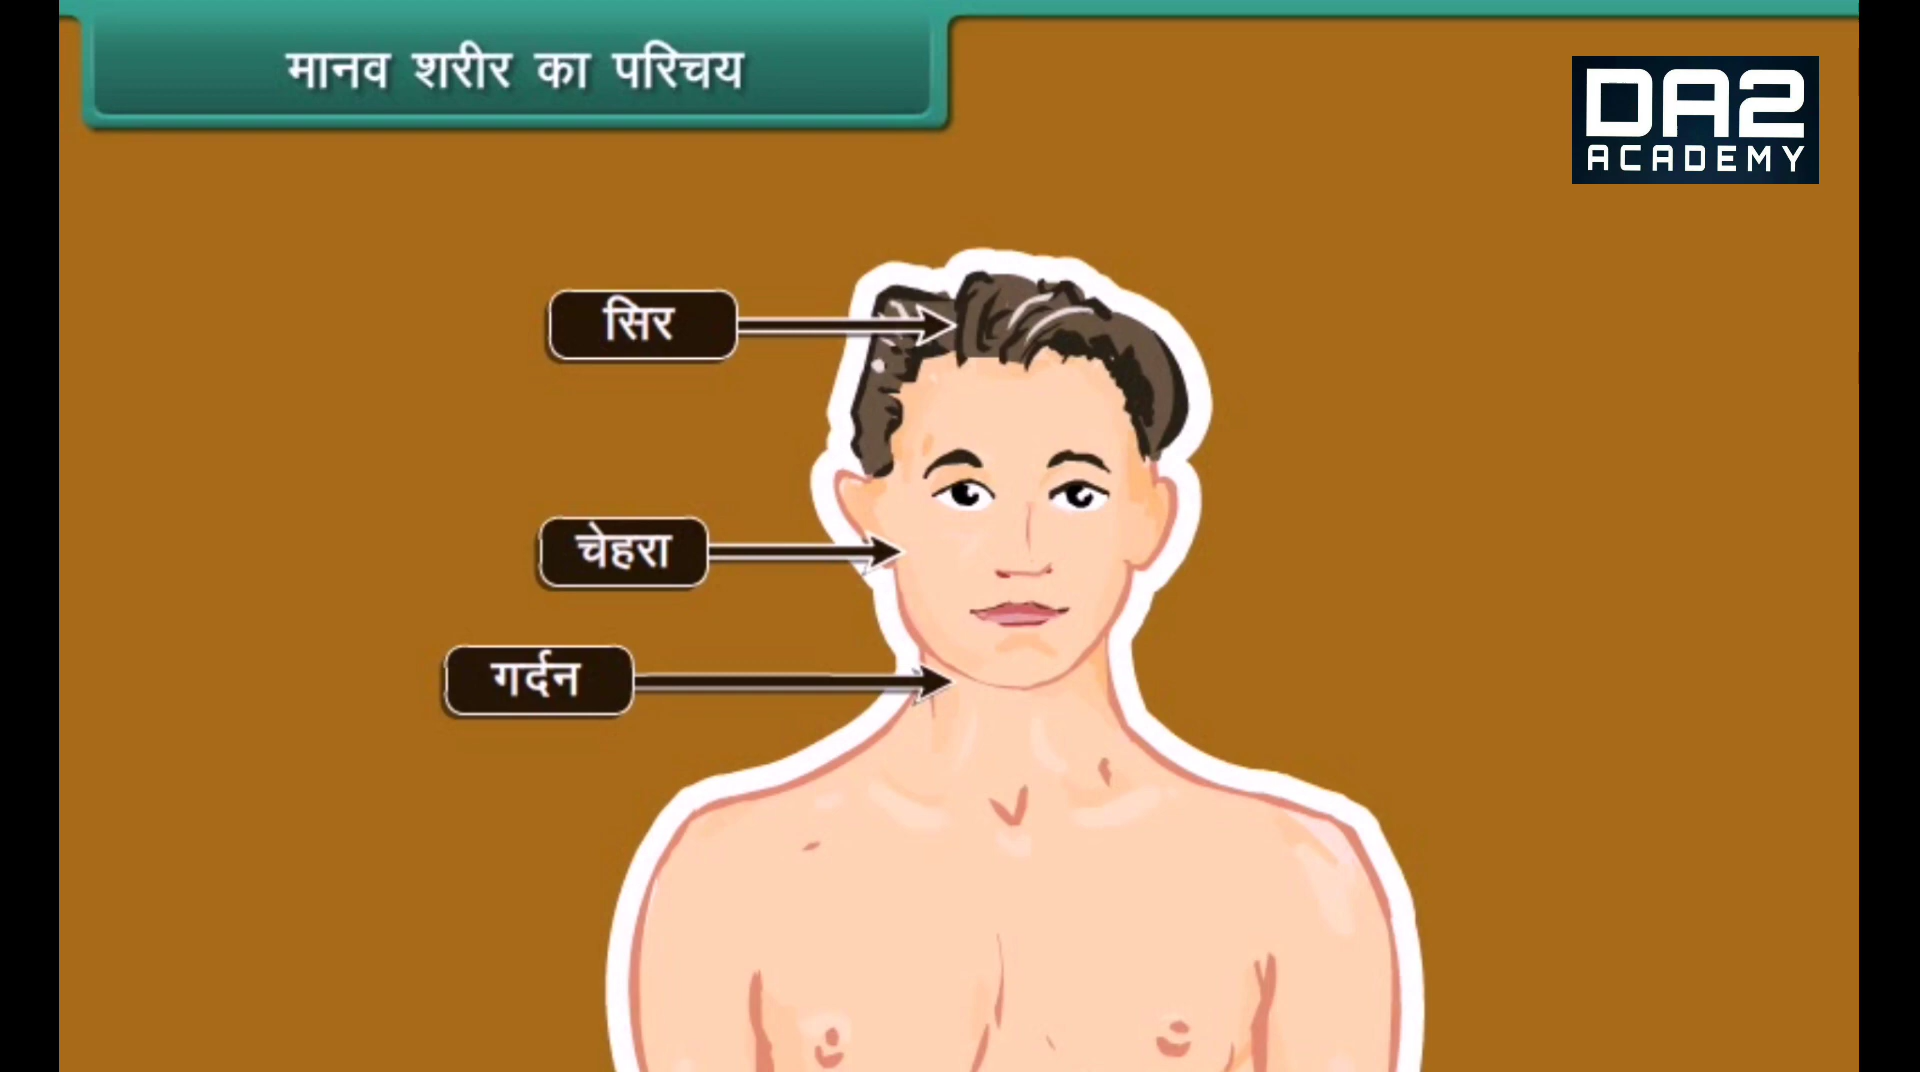 मानव शरीर का परिचय
DA2
ACADEMY
सिर
चेहरा
गर्दन